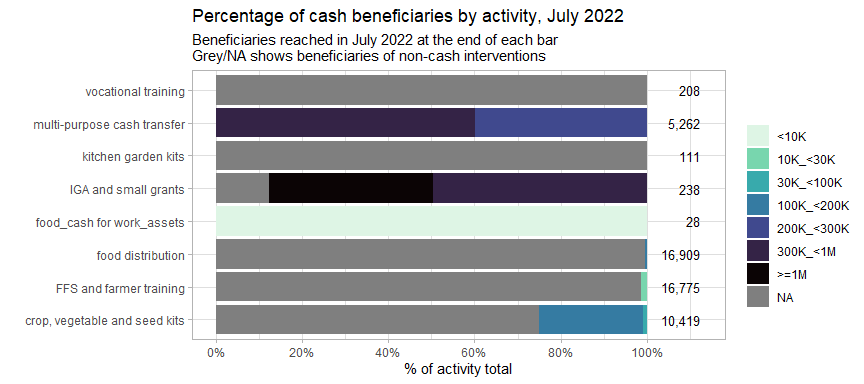 Percentage of cash beneficiaries by activity, July 2022
Beneficiaries reached in July 2022 at the end of each bar
Grey/NA shows beneficiaries of non-cash interventions
vocational training 208
multi-purpose cash transfer 5,262
kitchen garden kits 111
IGA and small grants 238
food_cash for work_assets 28
food distribution 16,909
FFS and farmer training 16,775
crop, vegetable and seed kits 10,419
0% 20% 40% 60% 80% 100%
% of activity total
<10K
10K_<30K
30K_<100K
100K_<200K
200K_<300K
300K_<1M
>=1M
NA